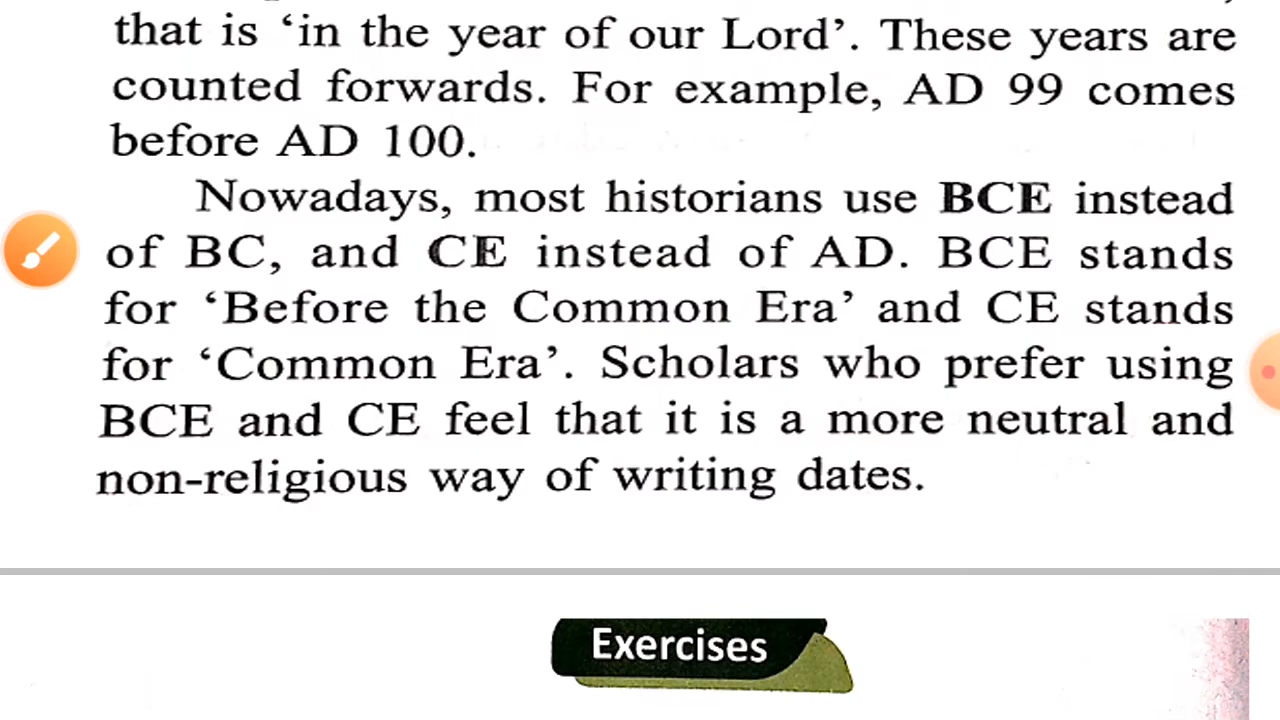 that is ‘in the year of our Lord’. These years are
counted forwards. For example, AD 99 comes
before AD 100.
Nowadays, most historians use BCE instead
of BC, and CE instead of AD. BCE stands
for ‘Before the Common Era’ and CE stands
for ‘Common Era’. Scholars who prefer using
BCE and CE feel that it is a more neutral and
non-religious way of writing dates.
Exercises